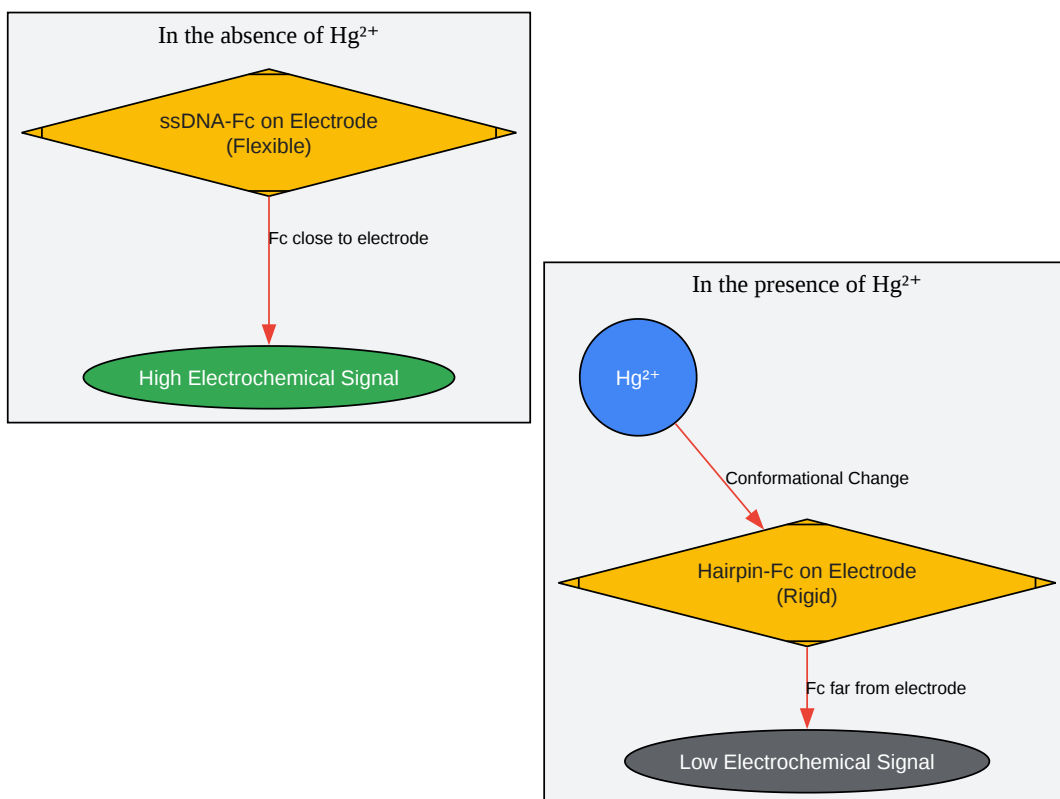 In the absence of Hg²⁺
ssDNA-Fc on Electrode
(Flexible)
Fc close to electrode
High Electrochemical Signal
In the presence of Hg²⁺
Hg²⁺
Conformational Change
Hairpin-Fc on Electrode
(Rigid)
Fc far from electrode
Low Electrochemical Signal